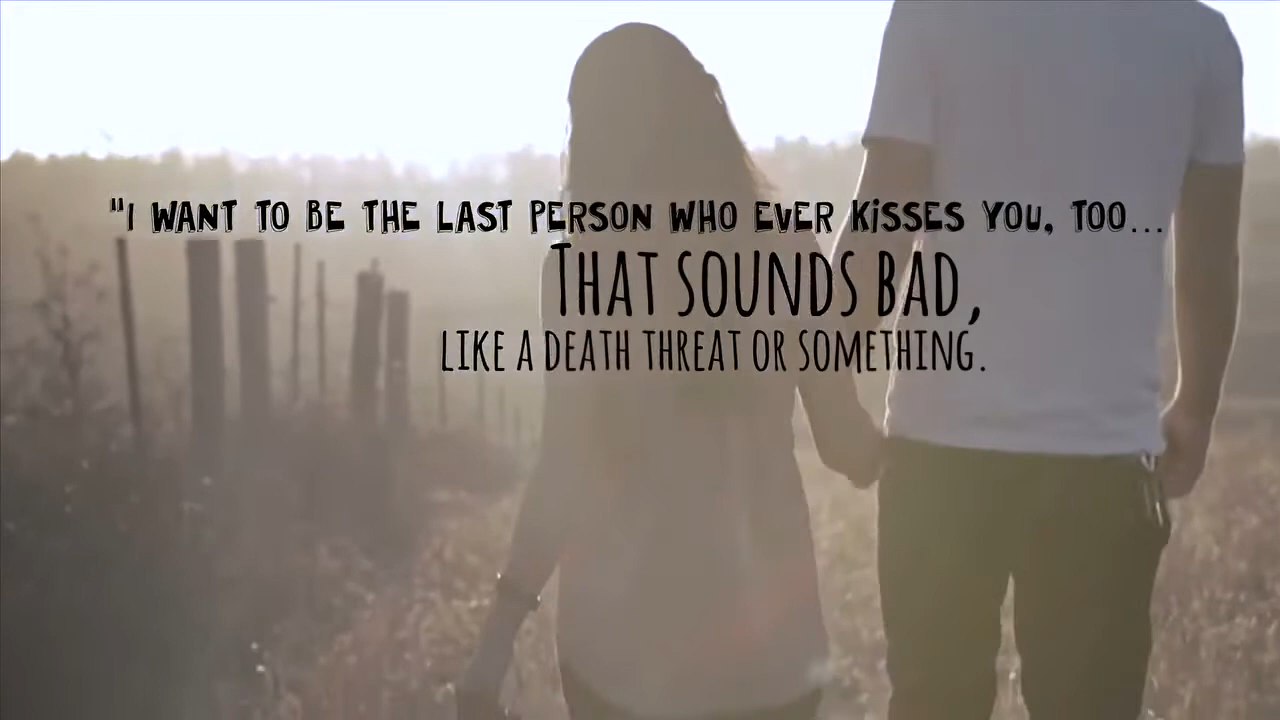 "I WANT TO BE THE LAST PERSON WHO EVER KISSES YOU, TOO...
THAT SOUNDS BAD,
LIKE A DEATH THREAT OR SOMETHING.